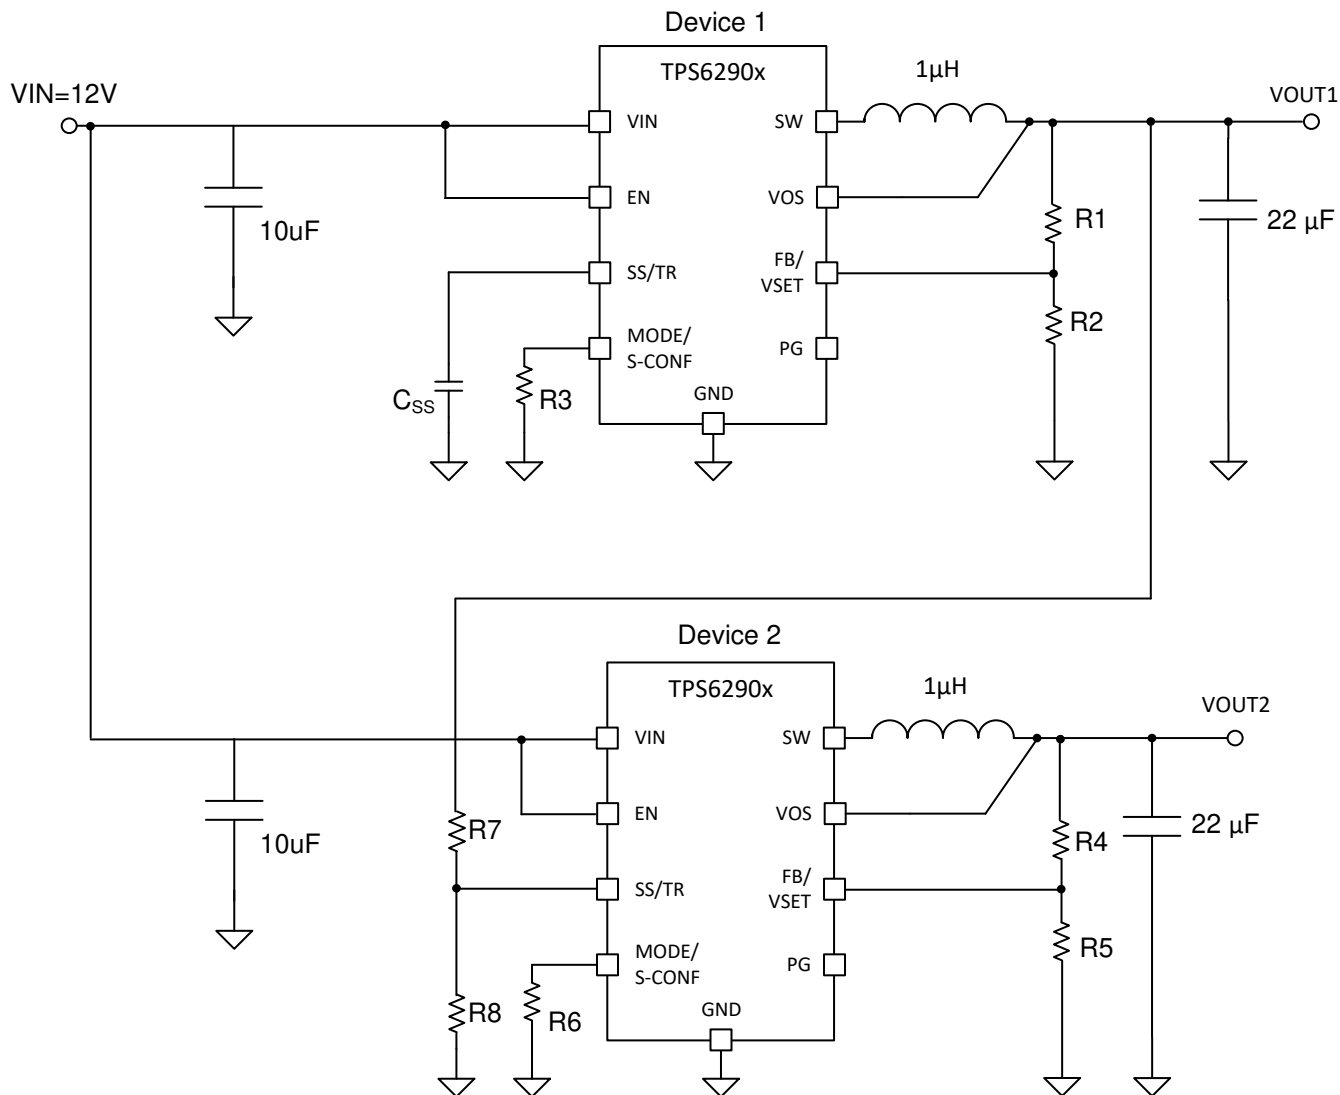 Device 1
TPS6290x
1µH
VIN=12V
VOUT1
VIN
SW
EN
VOS
10uF
R1
22 µF
SS/TR
FB/
VSET
R2
MODE/
S-CONF
PG
CSS
R3
GND
Device 2
TPS6290x
1µH
VOUT2
VIN
SW
EN
VOS
10uF
R7
R4
22 µF
SS/TR
FB/
VSET
MODE/
S-CONF
PG
R5
R8
R6
GND